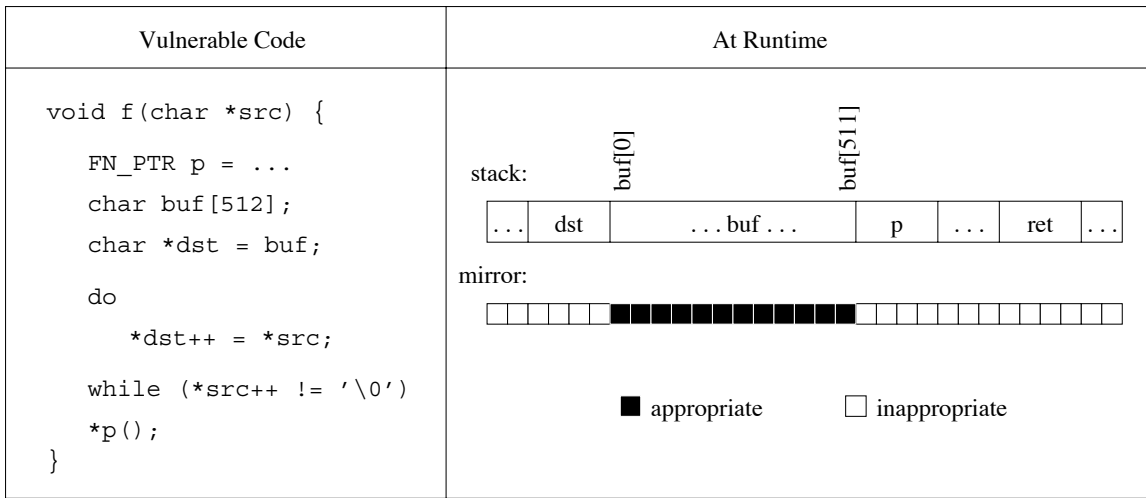 Vulnerable Code
At Runtime
void f(char *src) {
FN_PTR p = ...
char buf[512];
char *dst = buf;
do
*dst++ = *src;
while (*src++ != '\0')
*p();
}
buf[0]
buf[511]
stack:
... dst ... buf ... p ... ret ...
mirror:
appropriate inappropriate